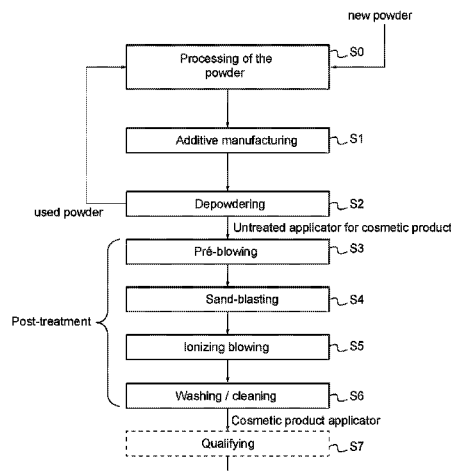 new powder
Processing of the
powder
S0
Additive manufacturing
S1
Depowdering
S2
used powder
Untreated applicator for cosmetic product
Pré-blowing
S3
Sand-blasting
S4
Post-treatment
Ionizing blowing
S5
Washing / cleaning
S6
Cosmetic product applicator
Qualifying
S7